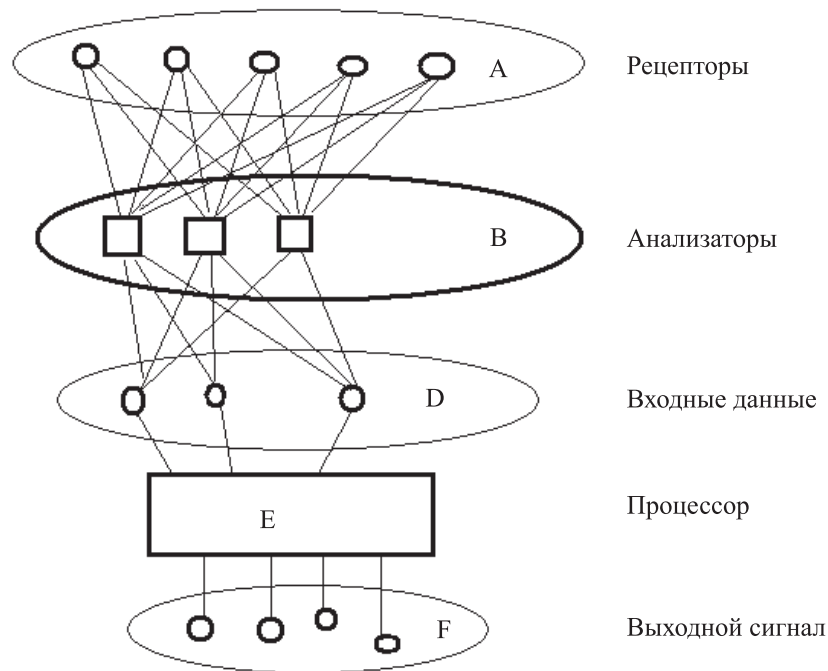 A Рецепторы
B Анализаторы
D Входные данные
E Процессор
F Выходной сигнал